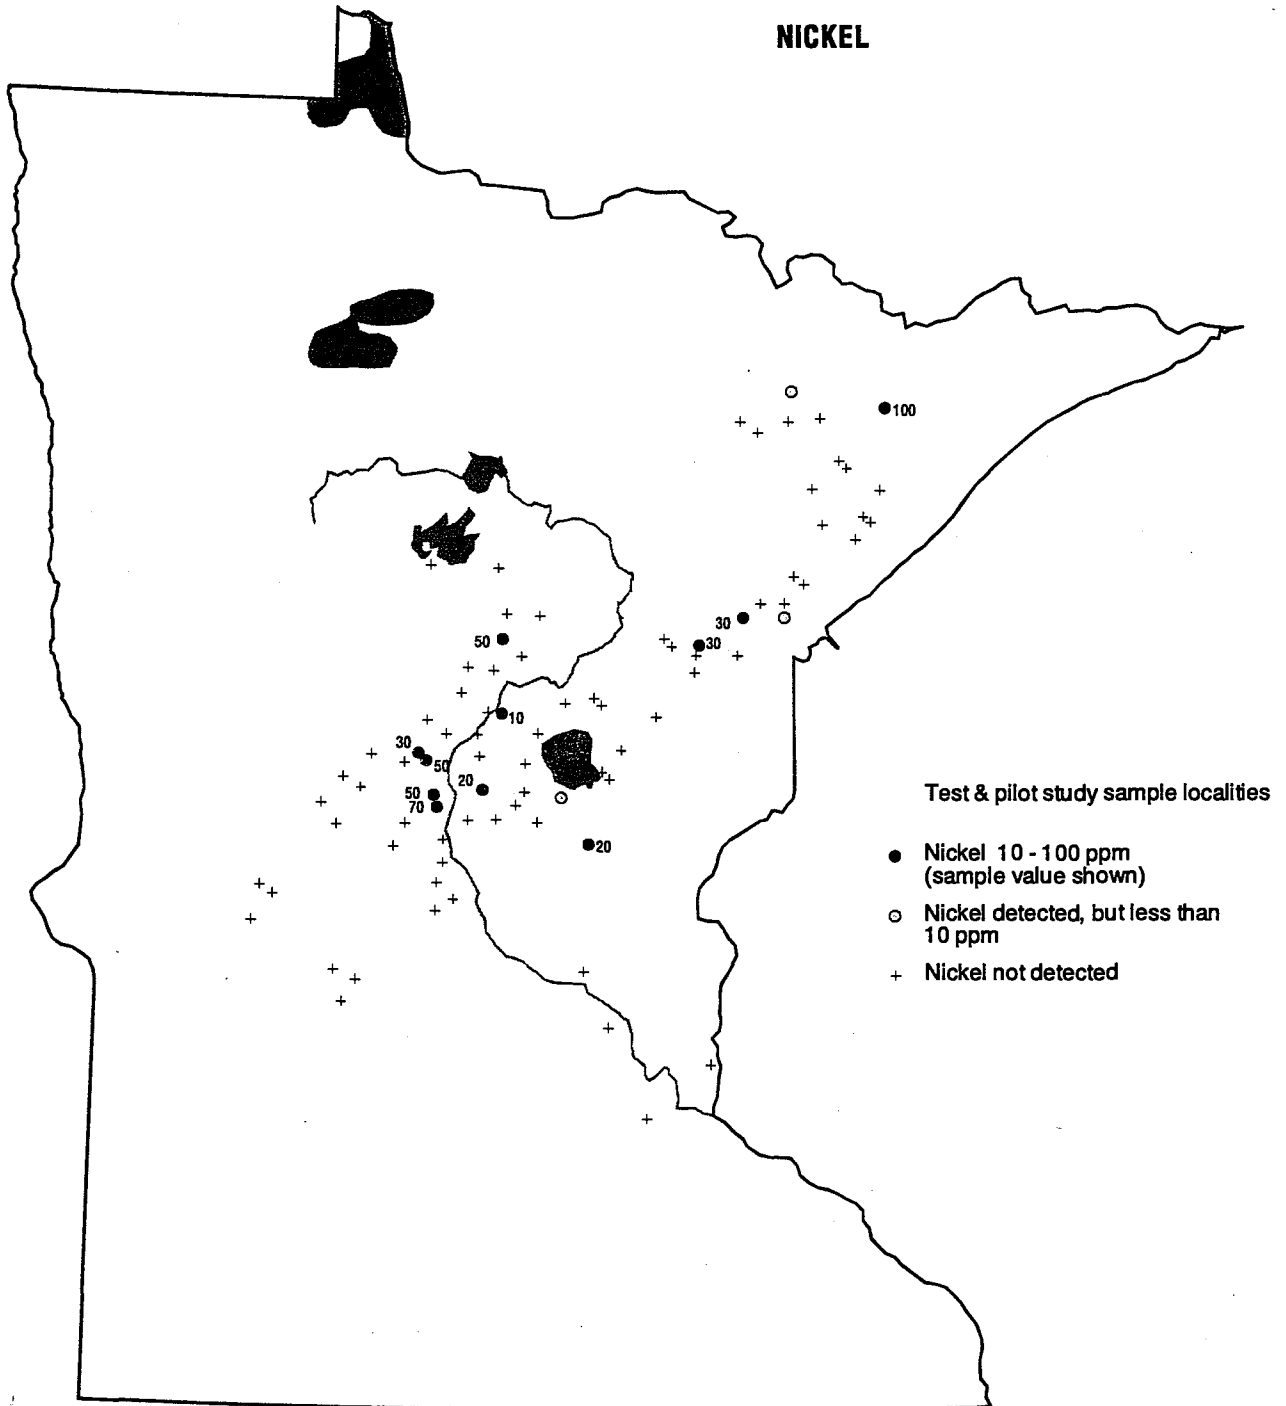 NICKEL
100
30
30
50
10
30
50
50
20
70
20
Test & pilot study sample localities
Nickel 10 - 100 ppm
(sample value shown)
Nickel detected, but less than
10 ppm
Nickel not detected